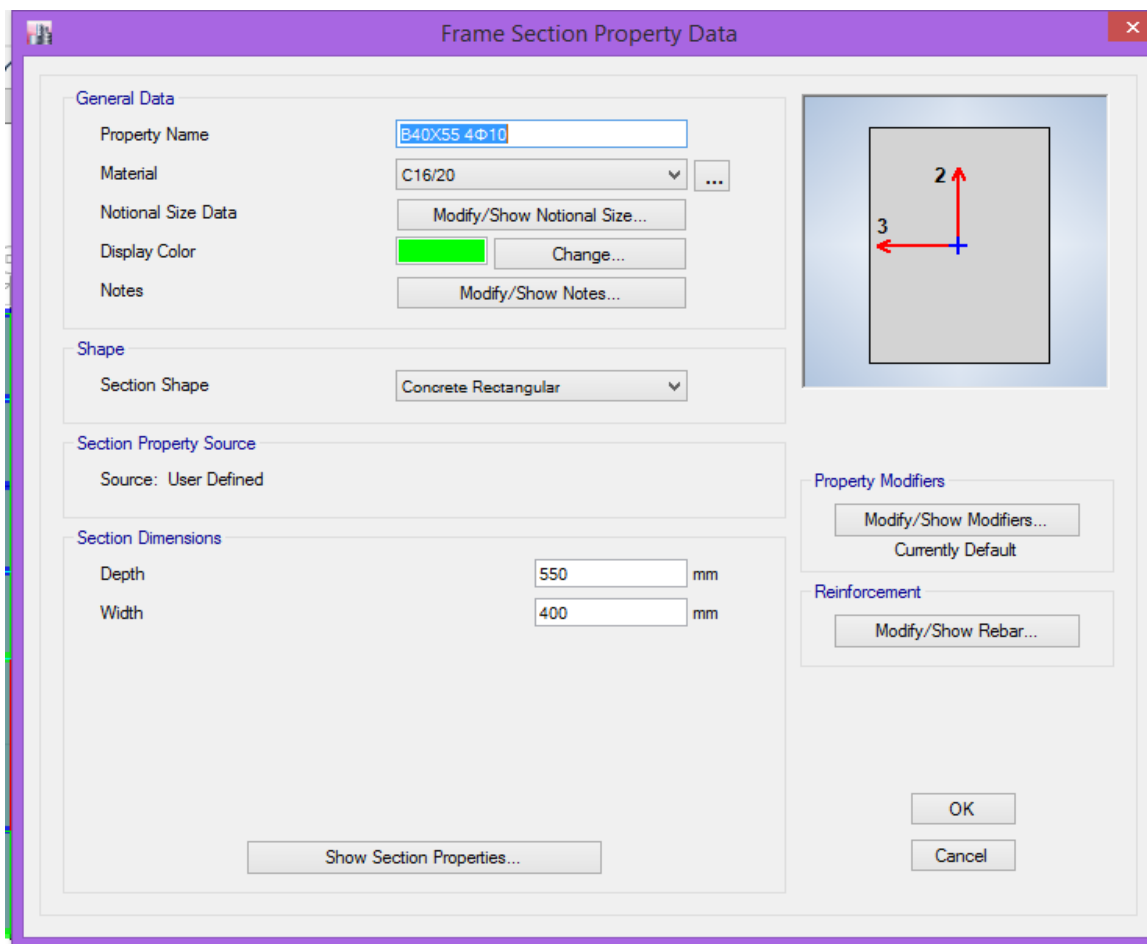 Frame Section Property Data
General Data
Property Name B40X55 4Φ10
Material C16/20 ...
Notional Size Data Modify/Show Notional Size...
Display Color Change...
Notes Modify/Show Notes...
Shape
Section Shape Concrete Rectangular
Section Property Source
Source: User Defined
Section Dimensions
Depth 550 mm
Width 400 mm
Show Section Properties...
2
3
Property Modifiers
Modify/Show Modifiers...
Currently Default
Reinforcement
Modify/Show Rebar...
OK
Cancel